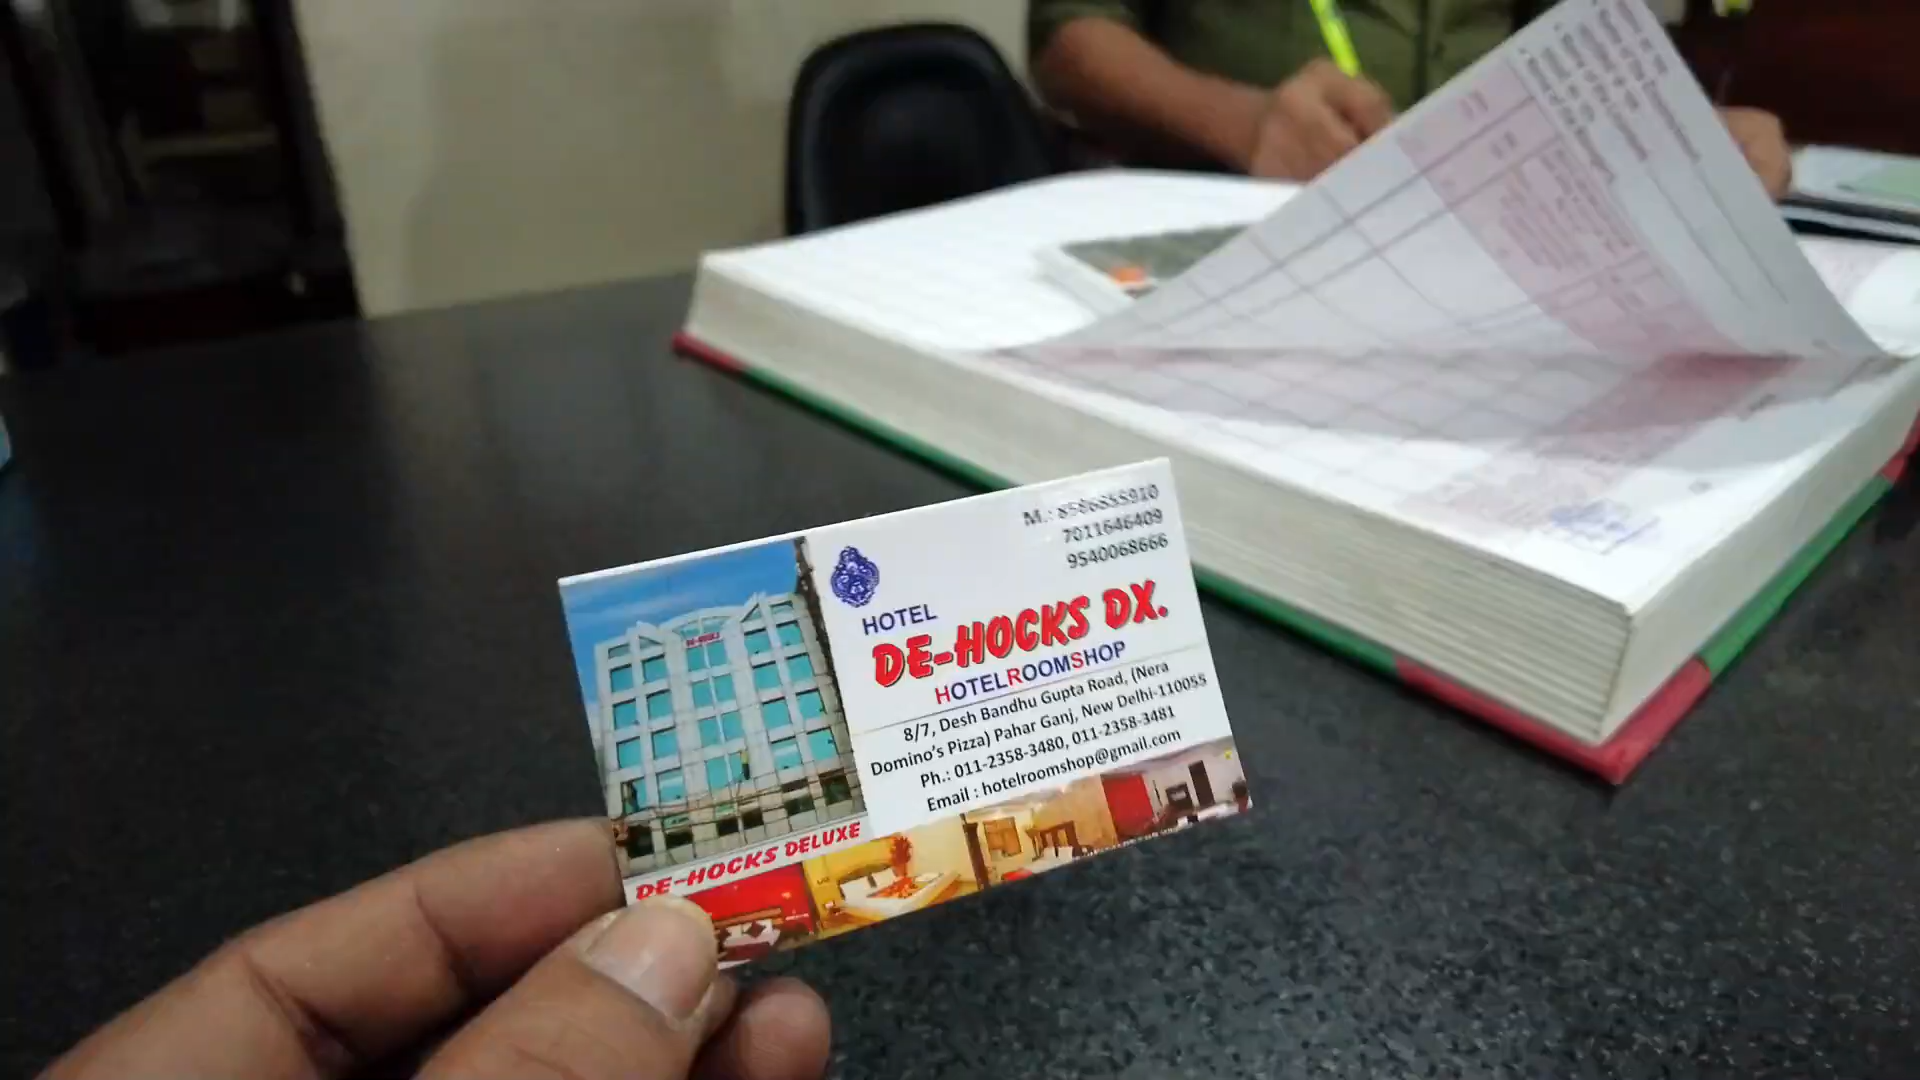 M.: 8586855910
7011646409
9540068666
HOTEL
DE-HOCKS DX.
HOTELROOMSHOP
8/7, Desh Bandhu Gupta Road, (Nera
Domino's Pizza) Pahar Ganj, New Delhi-110055
Ph.: 011-2358-3480, 011-2358-3481
Email : hotelroomshop@gmail.com
DE-HOCKS
DE-HOCKS DELUXE